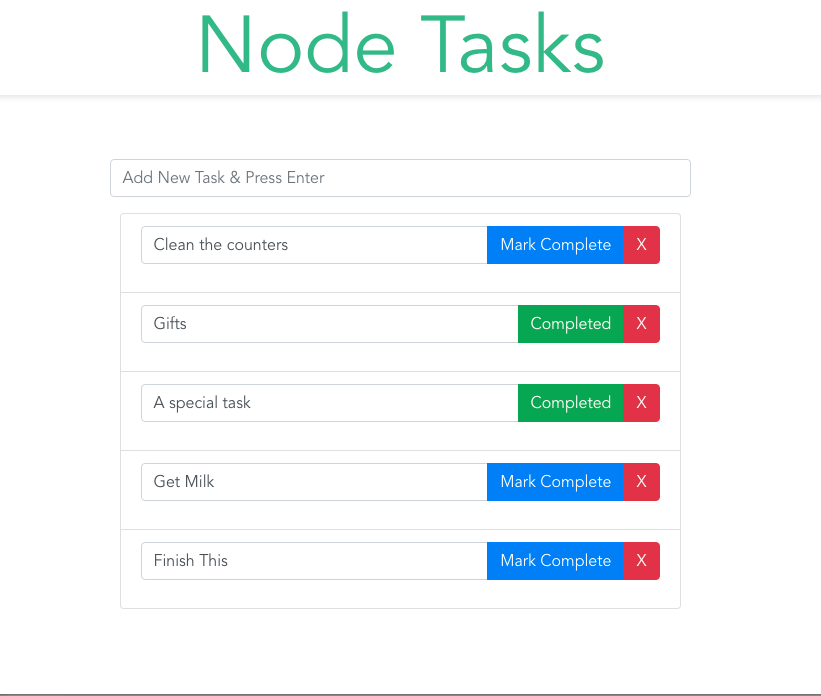 Node Tasks
Add New Task & Press Enter
Clean the counters Mark Complete X
Gifts Completed X
A special task Completed X
Get Milk Mark Complete X
Finish This Mark Complete X